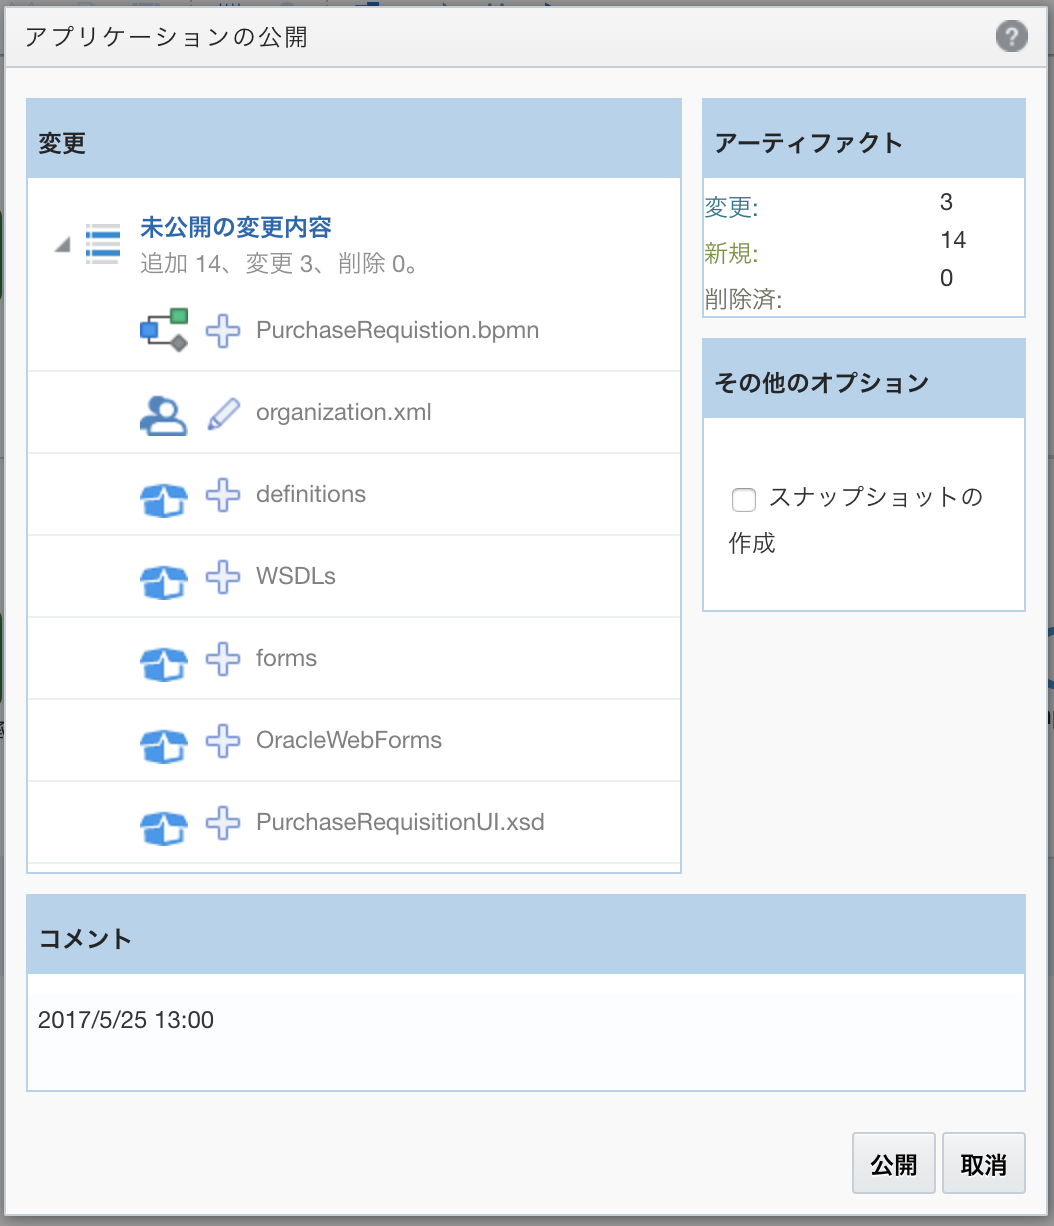 アプリケーションの公開
?
変更
未公開の変更内容
追加 14、変更 3、削除 0。
PurchaseRequistion.bpmn
organization.xml
definitions
WSDLs
forms
OracleWebForms
PurchaseRequisitionUI.xsd
アーティファクト
変更: 3
新規: 14
削除済: 0
その他のオプション
スナップショットの
作成
コメント
2017/5/25 13:00
公開 取消